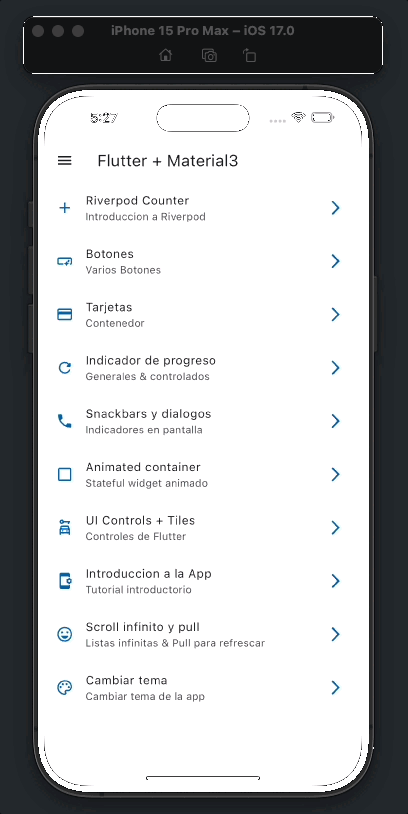 iPhone 15 Pro Max – iOS 17.0
5:27
Flutter + Material3
Riverpod Counter
Introduccion a Riverpod
Botones
Varios Botones
Tarjetas
Contenedor
Indicador de progreso
Generales & controlados
Snackbars y dialogos
Indicadores en pantalla
Animated container
Stateful widget animado
UI Controls + Tiles
Controles de Flutter
Introduccion a la App
Tutorial introductorio
Scroll infinito y pull
Listas infinitas & Pull para refrescar
Cambiar tema
Cambiar tema de la app